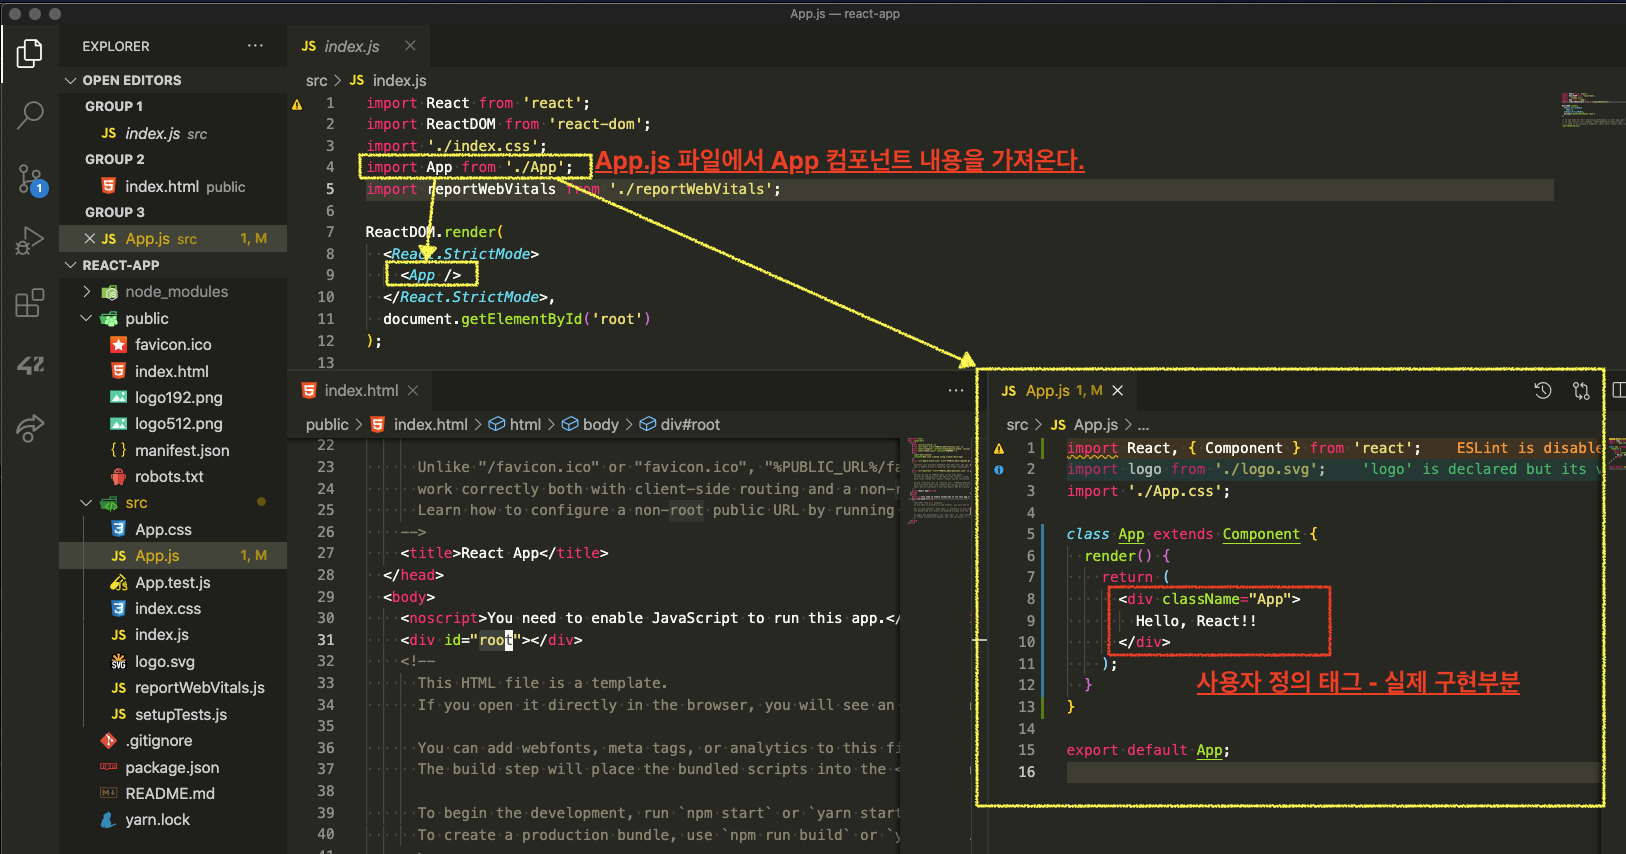 App.js — react-app
EXPLORER
OPEN EDITORS
GROUP 1
JS index.js src
GROUP 2
index.html public
GROUP 3
JS App.js src 1, M
REACT-APP
node_modules
public
favicon.ico
index.html
logo192.png
logo512.png
manifest.json
robots.txt
src
App.css
JS App.js 1, M
App.test.js
index.css
JS index.js
logo.svg
JS reportWebVitals.js
JS setupTests.js
.gitignore
package.json
README.md
yarn.lock
1
JS index.js
src > JS index.js
1 import React from 'react';
2 import ReactDOM from 'react-dom';
3 import './index.css';
4 import App from './App';
App.js 파일에서 App 컴포넌트 내용을 가져온다.
5 import reportWebVitals from './reportWebVitals';
6
7 ReactDOM.render(
8 <React.StrictMode>
9 <App />
10 </React.StrictMode>,
11 document.getElementById('root')
12 );
13
index.html
public > index.html > html > body > div#root
22
23 Unlike "/favicon.ico" or "favicon.ico", "%PUBLIC_URL%/fa
24 work correctly both with client-side routing and a non-
25 Learn how to configure a non-root public URL by running
26 -->
27 <title>React App</title>
28 </head>
29 <body>
30 <noscript>You need to enable JavaScript to run this app.</
31 <div id="root"></div>
32 <!--
33 This HTML file is a template.
34 If you open it directly in the browser, you will see an
35
36 You can add webfonts, meta tags, or analytics to this fi
37 The build step will place the bundled scripts into the <
38
39 To begin the development, run `npm start` or `yarn star
40 To create a production bundle, use `npm run build` or `y
JS App.js 1, M
src > JS App.js > ...
1 import React, { Component } from 'react'; ESLint is disable
2 import logo from './logo.svg'; 'logo' is declared but its v
3 import './App.css';
4
5 class App extends Component {
6 render() {
7 return (
8 <div className="App">
9 Hello, React!!
10 </div>
11 );
사용자 정의 태그 - 실제 구현부분
12 }
13 }
14
15 export default App;
16